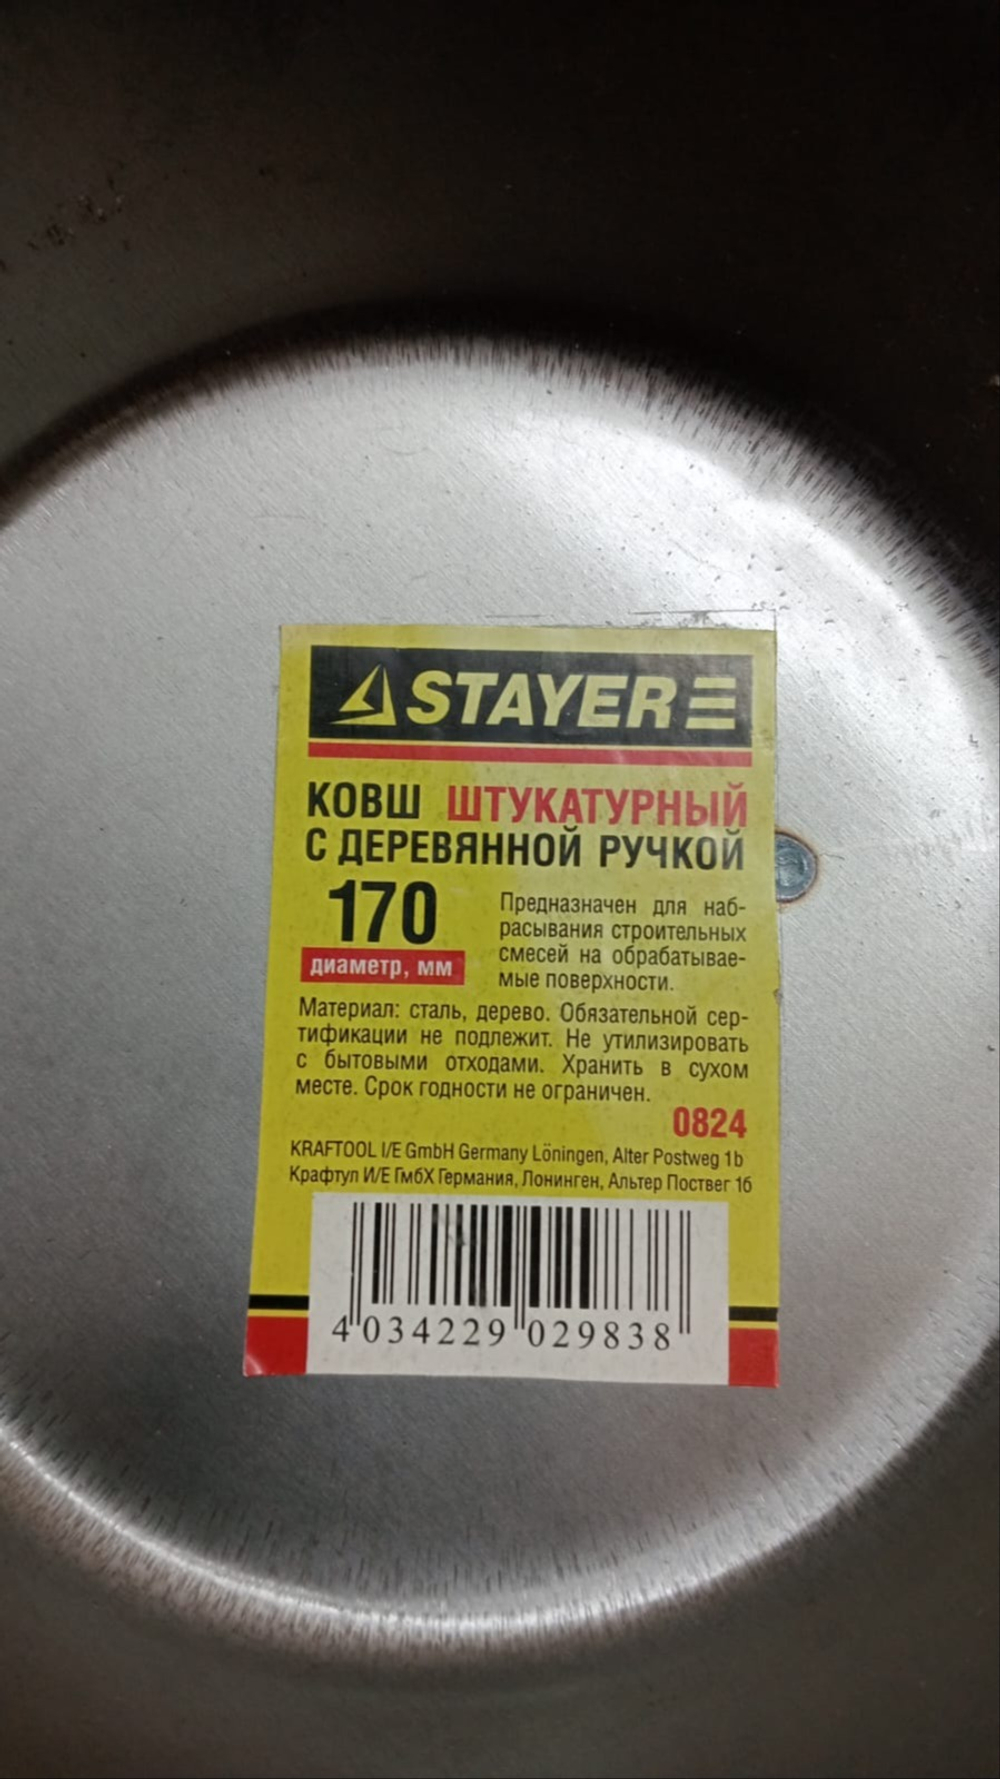 STAYER
КОВШ ШТУКАТУРНЫЙ
С ДЕРЕВЯННОЙ РУЧКОЙ
170
диаметр, мм
Предназначен для наб-
расывания строительных
смесей на обрабатывае-
мые поверхности.
Материал: сталь, дерево. Обязательной сер-
тификации не подлежит. Не утилизировать
с бытовыми отходами. Хранить в сухом
месте. Срок годности не ограничен.
0824
KRAFTOOL I/E GmbH Germany Löningen, Alter Postweg 1b
Крафтул И/Е ГмбХ Германия, Лонинген, Альтер Поствег 1б
4 034229 029838